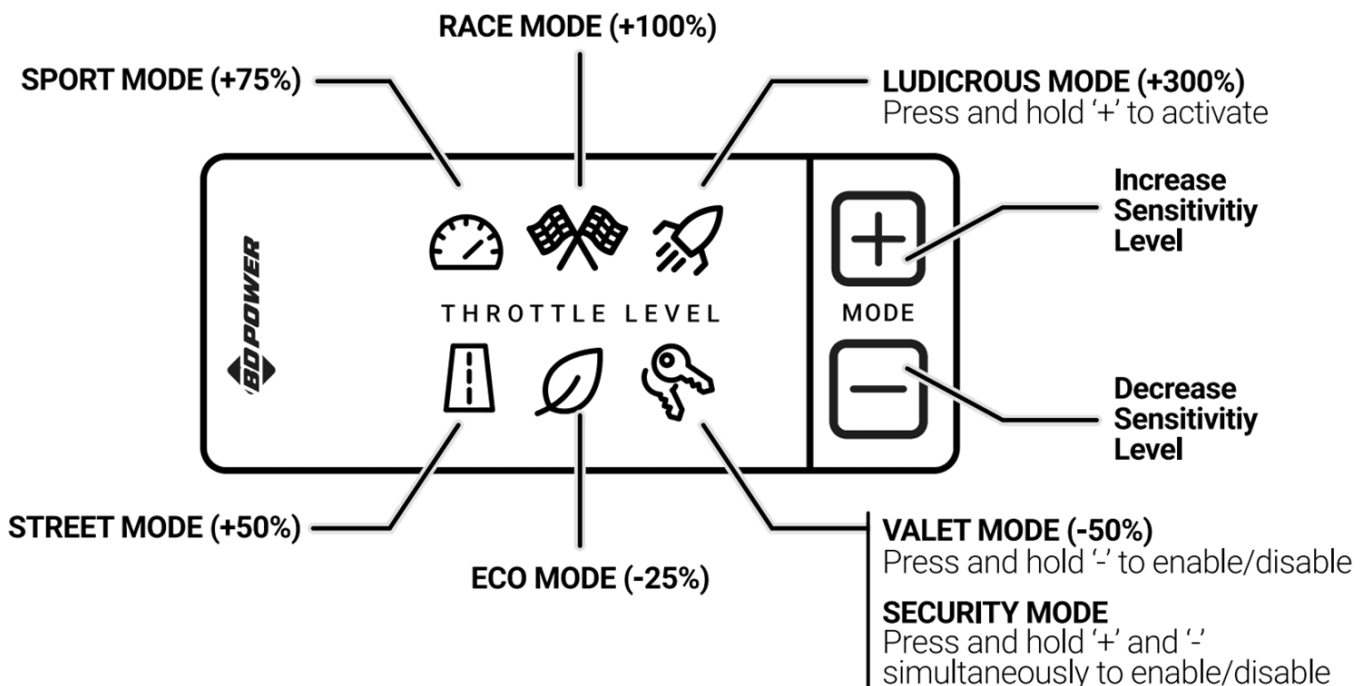 RACE MODE (+100%)
SPORT MODE (+75%)
LUDICROUS MODE (+300%)
Press and hold ‘+’ to activate
Increase
Sensitivitiy
Level
BD POWER
THROTTLE LEVEL
MODE
Decrease
Sensitivitiy
Level
STREET MODE (+50%)
ECO MODE (-25%)
VALET MODE (-50%)
Press and hold ‘-’ to enable/disable
SECURITY MODE
Press and hold ‘+’ and ‘-’
simultaneously to enable/disable